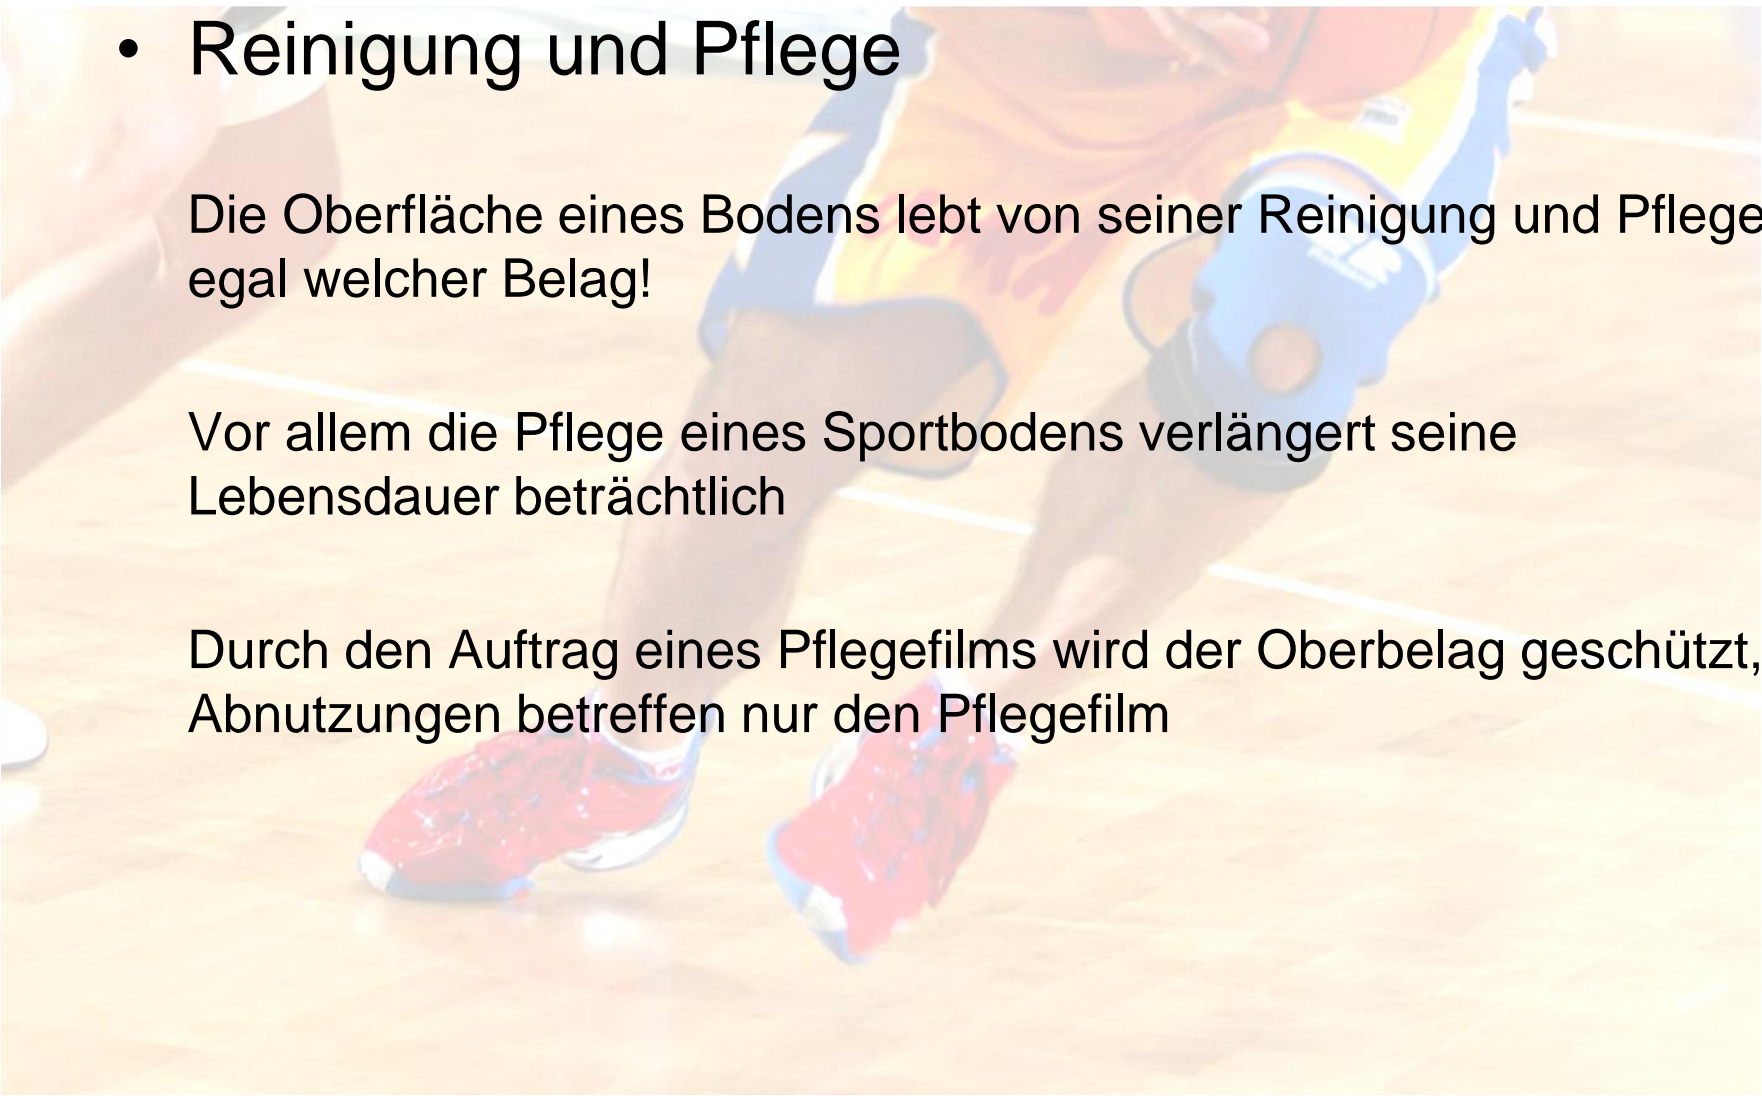 • Reinigung und Pflege
Die Oberfläche eines Bodens lebt von seiner Reinigung und Pflege
egal welcher Belag!
Vor allem die Pflege eines Sportbodens verlängert seine
Lebensdauer beträchtlich
Durch den Auftrag eines Pflegefilms wird der Oberbelag geschützt,
Abnutzungen betreffen nur den Pflegefilm